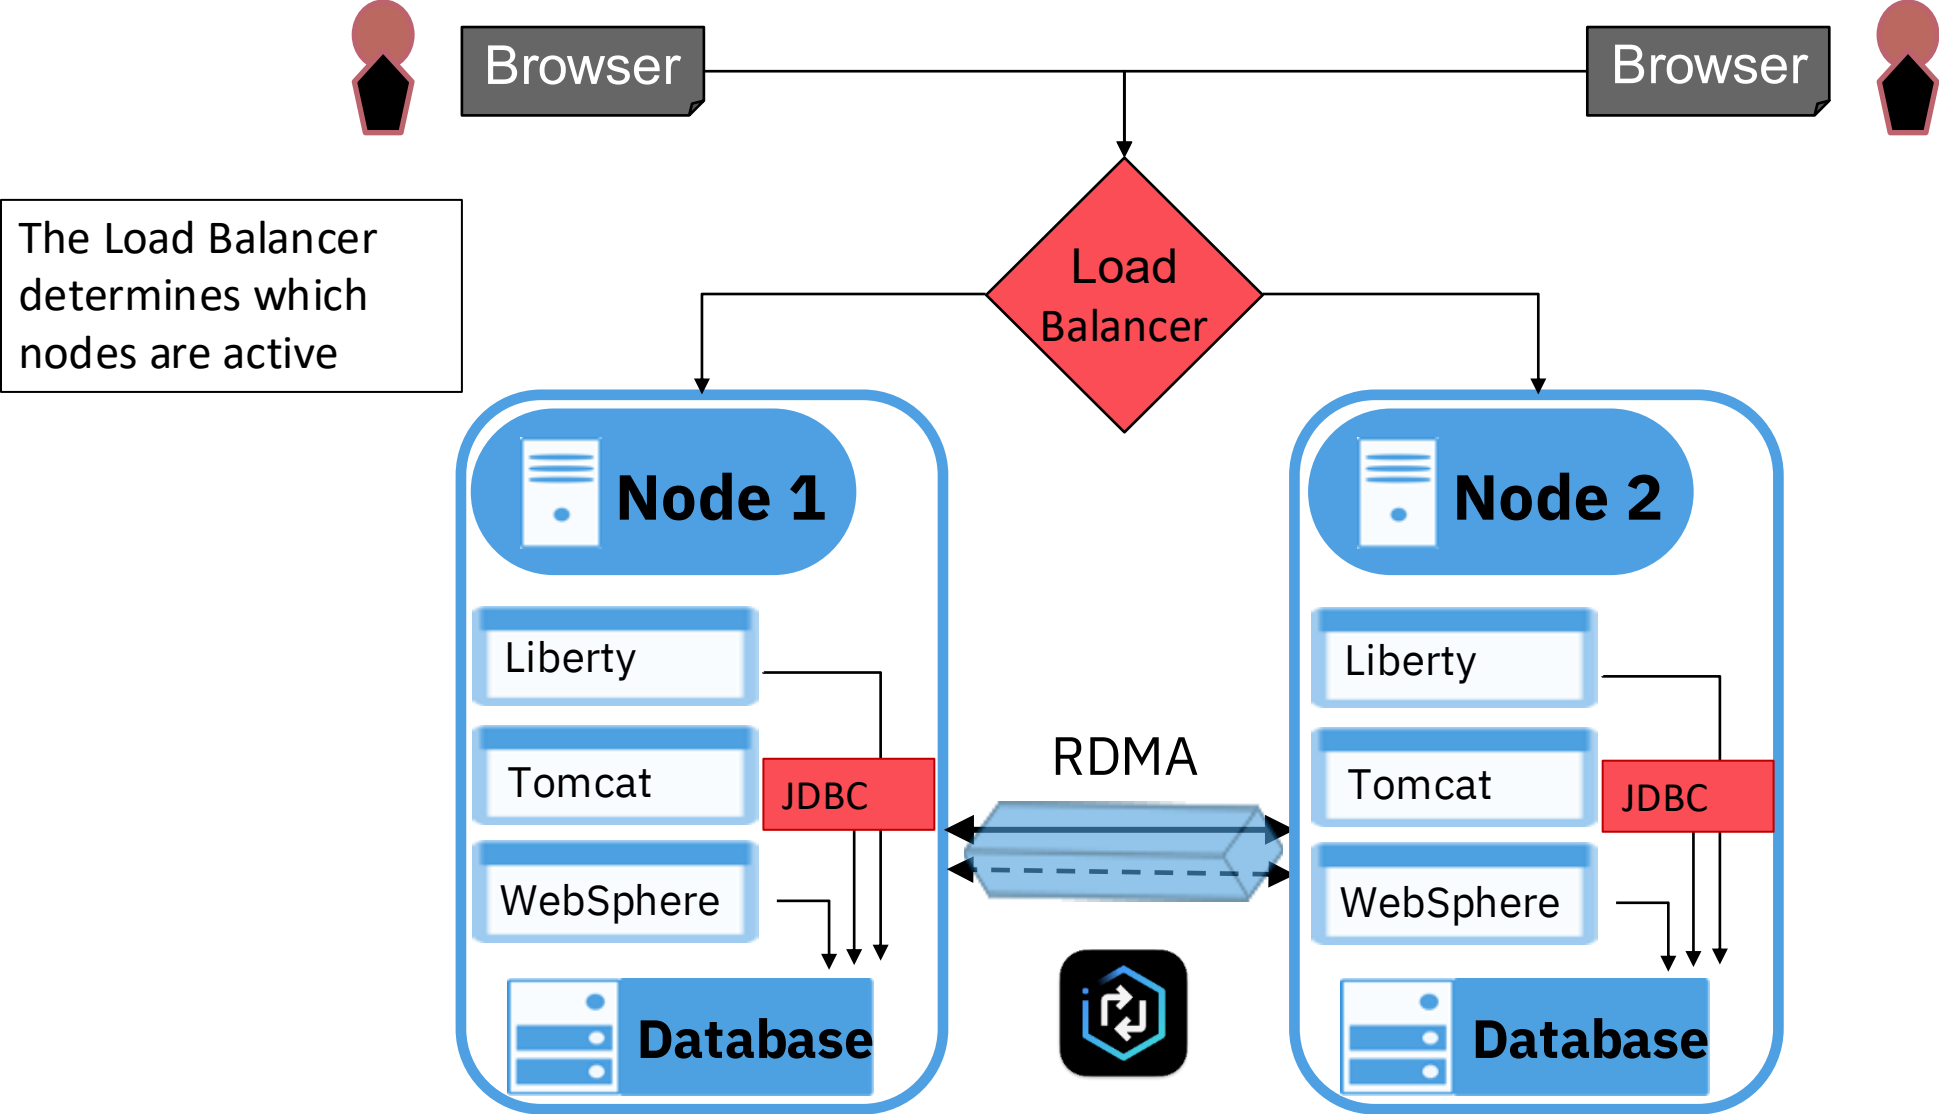 Browser
Browser
The Load Balancer
determines which
nodes are active
Load
Balancer
Node 1
Node 2
Liberty
Liberty
RDMA
Tomcat
JDBC
Tomcat
JDBC
WebSphere
WebSphere
Database
Database